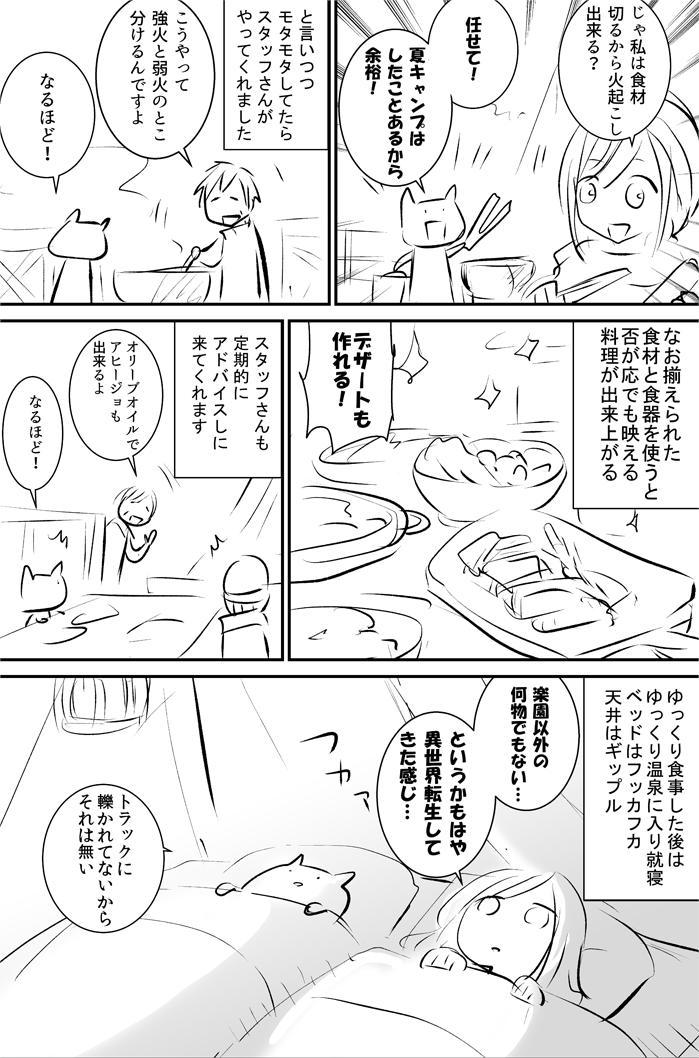 じゃ私は食材
切るから火起こし
出来る？
任せて！
夏キャンプは
したことあるから
余裕！
と言いつつ
モタモタしてたら
スタッフさんが
やってくれました
こうやって
強火と弱火のとこ
分けるんですよ
なるほど！
なお揃えられた
食材と食器を使うと
否が応でも映える
料理が出来上がる
デザートも
作れる！
スタッフさんも
定期的に
アドバイスしに
来てくれます
オリーブオイルで
アヒージョも
出来るよ
なるほど！
ゆっくり食事した後は
ゆっくり温泉に入り就寝
ベッドはフッカフカ
天井はギップル
楽園以外の
何物でもない…
というかもはや
異世界転生して
きた感じ…
フカッ
トラックに
轢かれてないから
それは無い